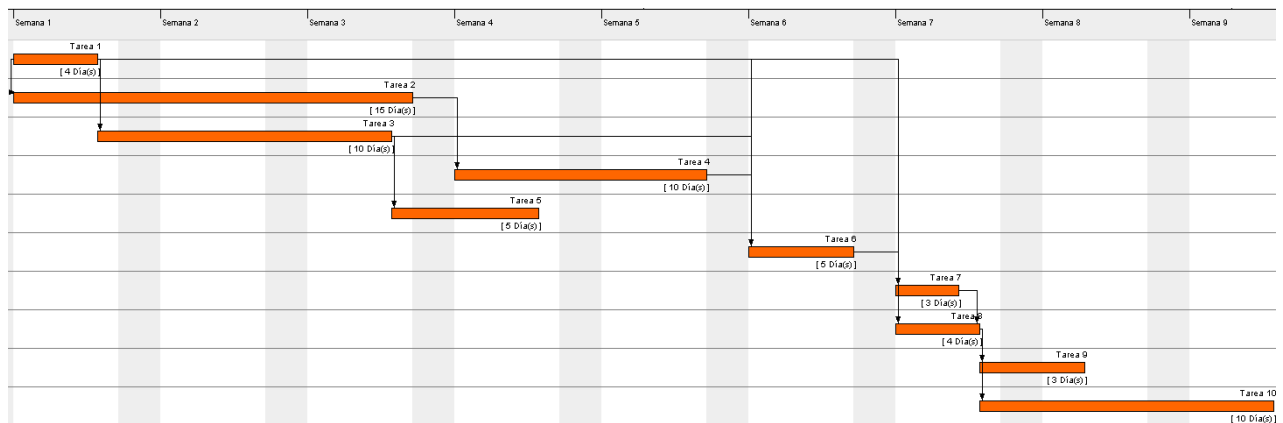 Semana 1 Semana 2 Semana 3 Semana 4 Semana 5 Semana 6 Semana 7 Semana 8 Semana 9
Tarea 1
[ 4 Día(s) ]
Tarea 2
[ 15 Día(s) ]
Tarea 3
[ 10 Día(s) ]
Tarea 4
[ 10 Día(s) ]
Tarea 5
[ 5 Día(s) ]
Tarea 6
[ 5 Día(s) ]
Tarea 7
[ 3 Día(s) ]
Tarea 8
[ 4 Día(s) ]
Tarea 9
[ 3 Día(s) ]
Tarea 10
[ 10 Día(s) ]